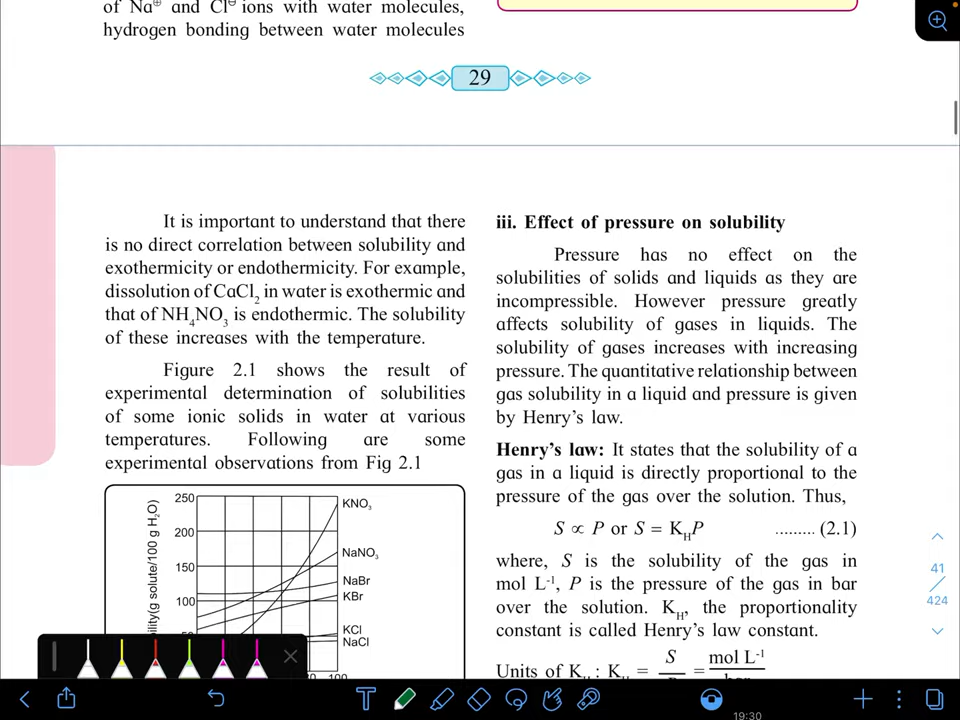 of Na⊕ and Cl⊖ ions with water molecules,
hydrogen bonding between water molecules
29
It is important to understand that there
is no direct correlation between solubility and
exothermicity or endothermicity. For example,
dissolution of CaCl2 in water is exothermic and
that of NH4NO3 is endothermic. The solubility
of these increases with the temperature.
Figure 2.1 shows the result of
experimental determination of solubilities
of some ionic solids in water at various
temperatures. Following are some
experimental observations from Fig 2.1
250
200
150
100
(g solute/100 g H2O)
KNO3
NaNO3
NaBr
KBr
KCl
NaCl
100
iii. Effect of pressure on solubility
Pressure has no effect on the
solubilities of solids and liquids as they are
incompressible. However pressure greatly
affects solubility of gases in liquids. The
solubility of gases increases with increasing
pressure. The quantitative relationship between
gas solubility in a liquid and pressure is given
by Henry's law.
Henry's law: It states that the solubility of a
gas in a liquid is directly proportional to the
pressure of the gas over the solution. Thus,
S ∝ P or S = KHP ......... (2.1)
where, S is the solubility of the gas in
mol L-1, P is the pressure of the gas in bar
over the solution. KH, the proportionality
constant is called Henry's law constant.
Units of KH : KH = S = mol L-1
41
424
T
19:30